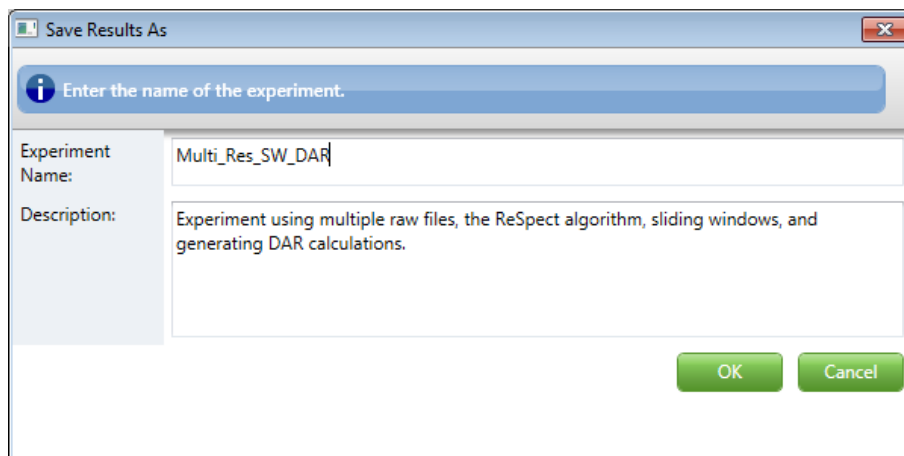 Save Results As
Enter the name of the experiment.
Experiment
Name:
Multi_Res_SW_DAR
Description:
Experiment using multiple raw files, the ReSpect algorithm, sliding windows, and
generating DAR calculations.
OK
Cancel